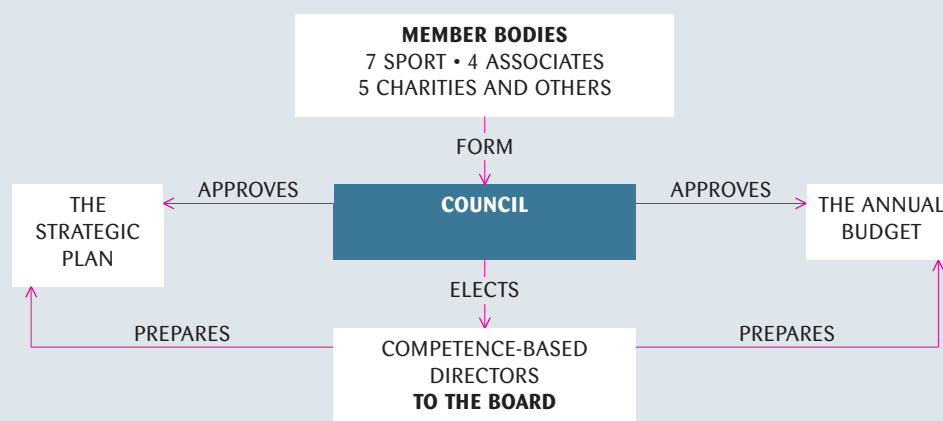 MEMBER BODIES
7 SPORT • 4 ASSOCIATES
5 CHARITIES AND OTHERS
FORM
APPROVES
COUNCIL
APPROVES
THE
STRATEGIC
PLAN
THE ANNUAL
BUDGET
ELECTS
PREPARES
COMPETENCE-BASED
DIRECTORS
TO THE BOARD
PREPARES